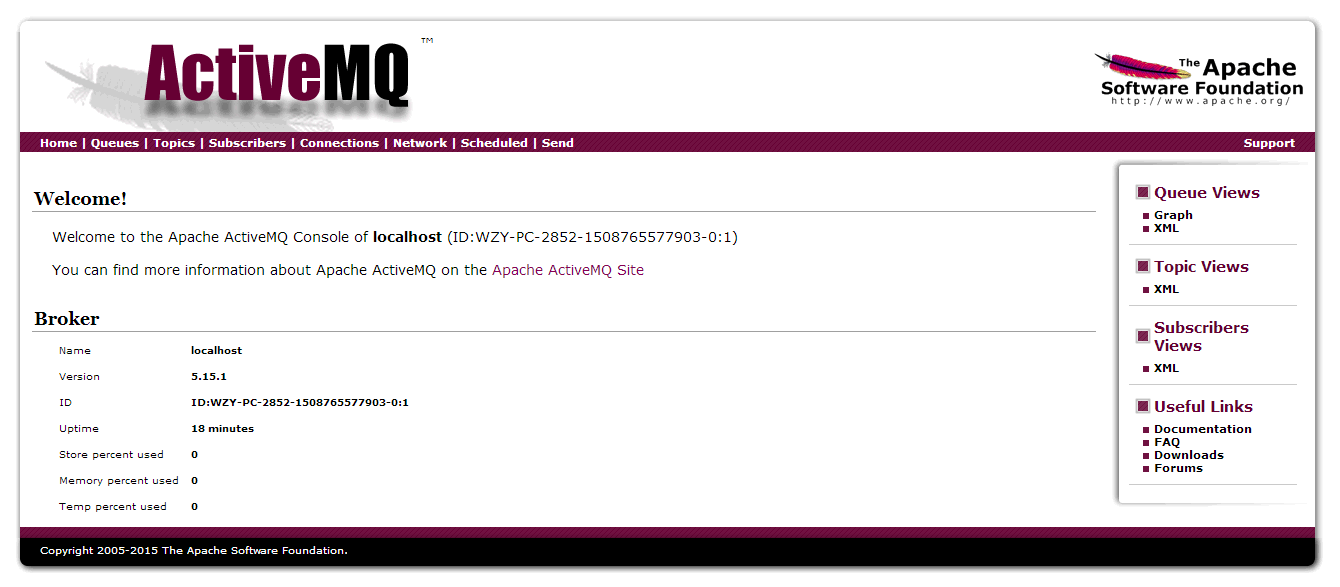 ActiveMQ ™
The Apache
Software Foundation
http://www.apache.org/
Home | Queues | Topics | Subscribers | Connections | Network | Scheduled | Send
Support
Welcome!
Welcome to the Apache ActiveMQ Console of localhost (ID:WZY-PC-2852-1508765577903-0:1)
You can find more information about Apache ActiveMQ on the Apache ActiveMQ Site
Broker
Name localhost
Version 5.15.1
ID ID:WZY-PC-2852-1508765577903-0:1
Uptime 18 minutes
Store percent used 0
Memory percent used 0
Temp percent used 0
Queue Views
Graph
XML
Topic Views
XML
Subscribers
Views
XML
Useful Links
Documentation
FAQ
Downloads
Forums
Copyright 2005-2015 The Apache Software Foundation.